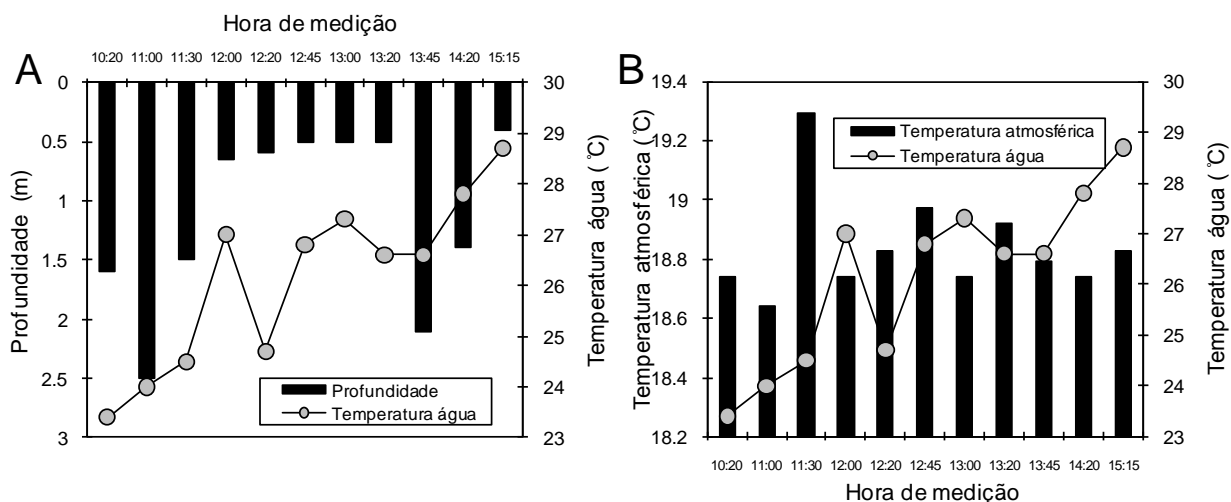 Hora de medição
10:20 11:00 11:30 12:00 12:20 12:45 13:00 13:20 13:45 14:20 15:15
A
0
0.5
1
1.5
2
2.5
3
Profundidade (m)
30
29
28
27
26
25
24
23
Temperatura água (°C)
Profundidade
Temperatura água
B
19.4
19.2
19
18.8
18.6
18.4
18.2
Temperatura atmosférica (°C)
30
29
28
27
26
25
24
23
Temperatura água (°C)
Temperatura atmosférica
Temperatura água
10:20 11:00 11:30 12:00 12:20 12:45 13:00 13:20 13:45 14:20 15:15
Hora de medição